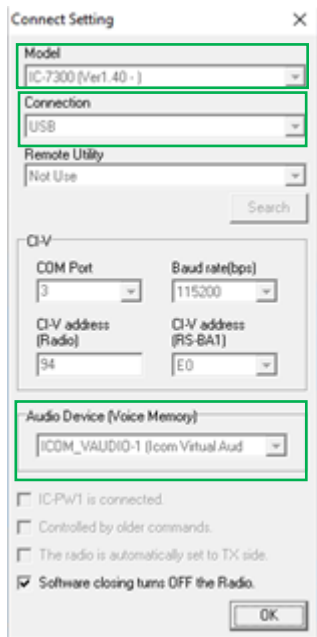 Connect Setting
Model
IC-7300 (Ver1.40 - )
Connection
USB
Remote Utility
Not Use
Search
CI-V
COM Port Baud rate(bps)
3 115200
CI-V address (Radio) CI-V address (RS-BA1)
94 E0
Audio Device (Voice Memory)
ICOM_VAUDIO-1 (Icom Virtual Aud
IC-PW1 is connected.
Controlled by older commands.
The radio is automatically set to TX side.
Software closing turns OFF the Radio.
OK